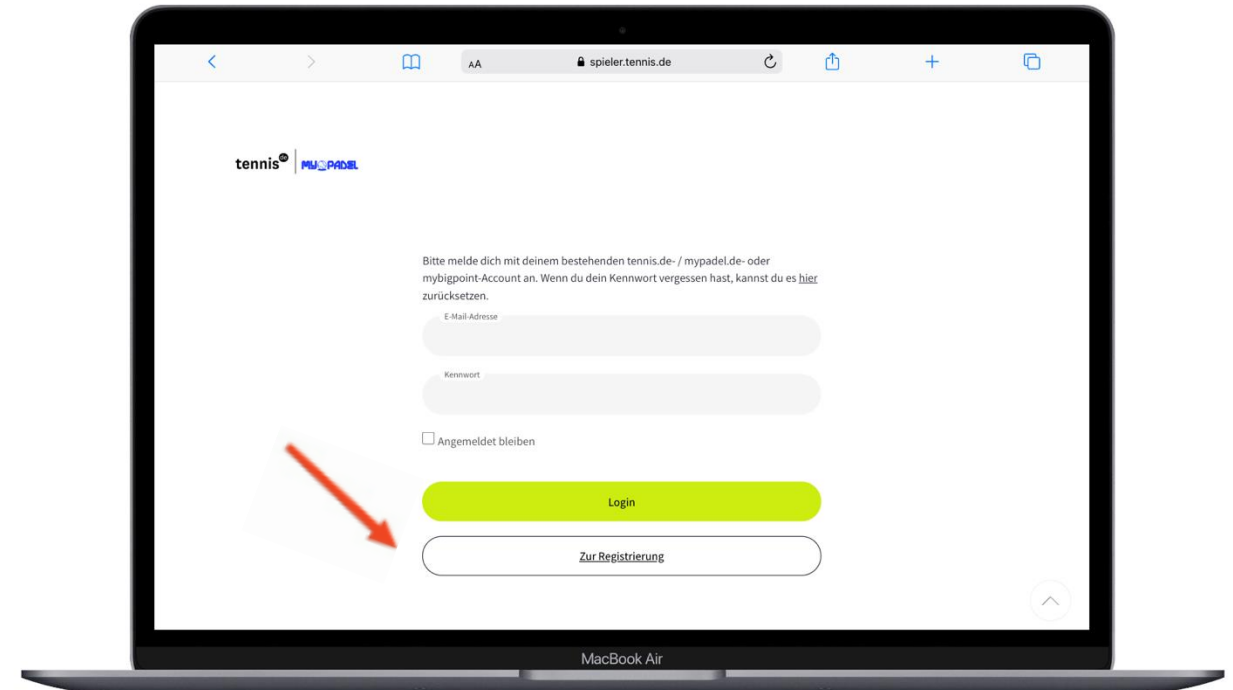 AA spieler.tennis.de
tennis de MYPADEL
Bitte melde dich mit deinem bestehenden tennis.de- / mypadel.de- oder
mybigpoint-Account an. Wenn du dein Kennwort vergessen hast, kannst du es hier
zurücksetzen.
E-Mail-Adresse
Kennwort
Angemeldet bleiben
Login
Zur Registrierung
MacBook Air